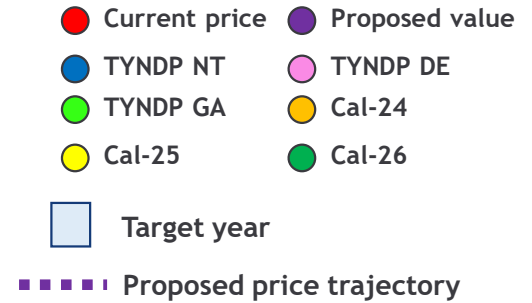 Current price Proposed value
TYNDP NT TYNDP DE
TYNDP GA Cal-24
Cal-25 Cal-26
Target year
Proposed price trajectory